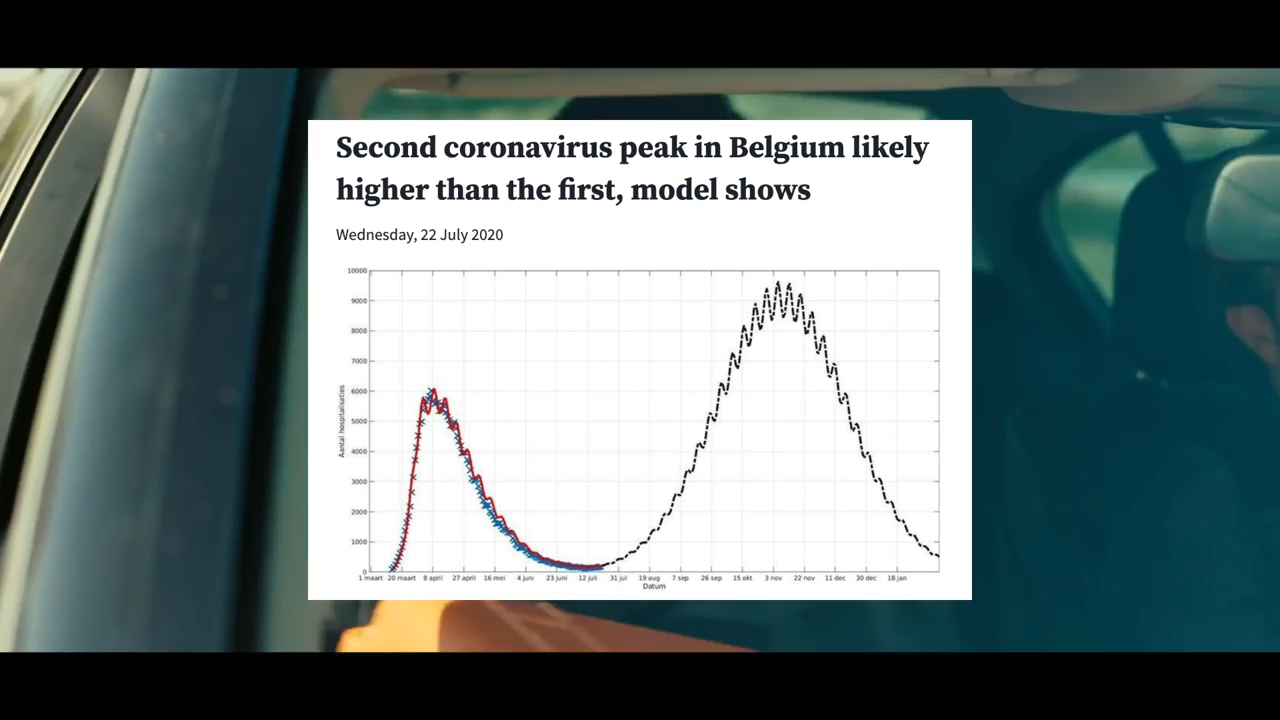 Second coronavirus peak in Belgium likely
higher than the first, model shows
Wednesday, 22 July 2020
10000
9000
8000
7000
6000
5000
4000
3000
2000
1000
0
Aantal hospitalisaties
1 maart 20 maart 8 april 27 april 16 mei 4 juni 23 juni 12 juli 31 jul 19 aug 7 sep 26 sep 15 okt 3 nov 22 nov 11 dec 30 dec 18 jan
Datum